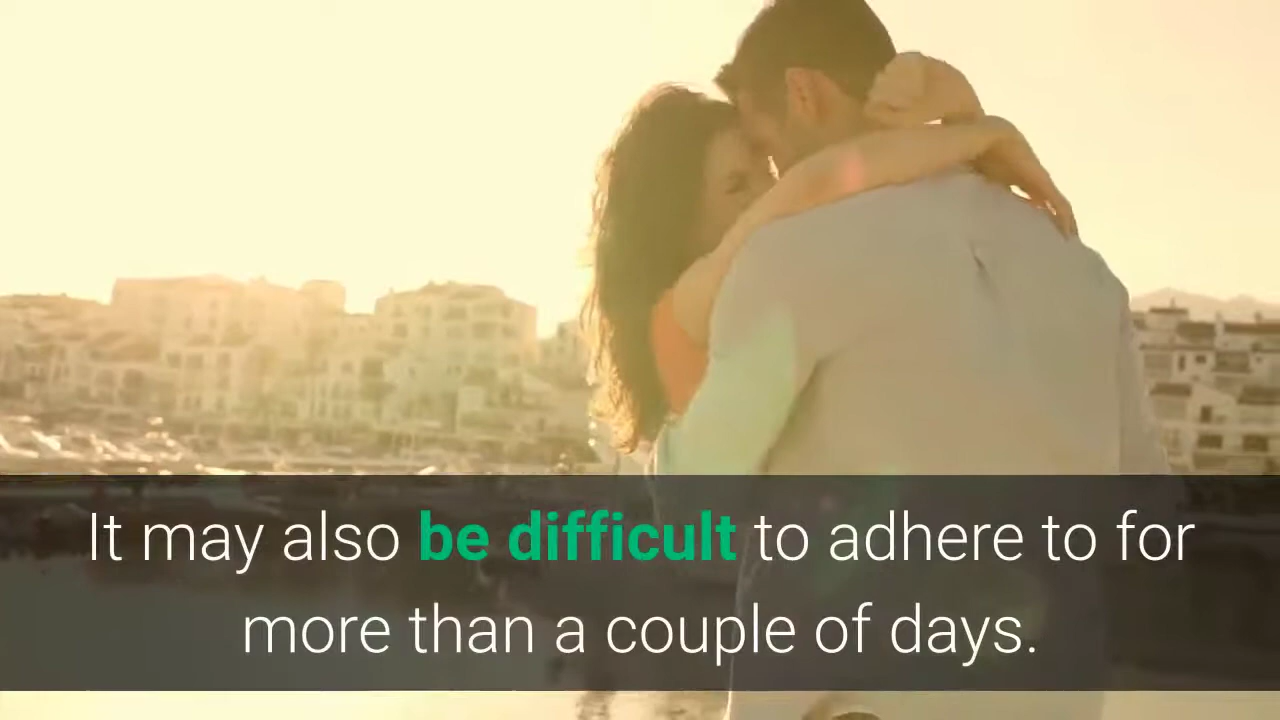 It may also be difficult to adhere to for
more than a couple of days.